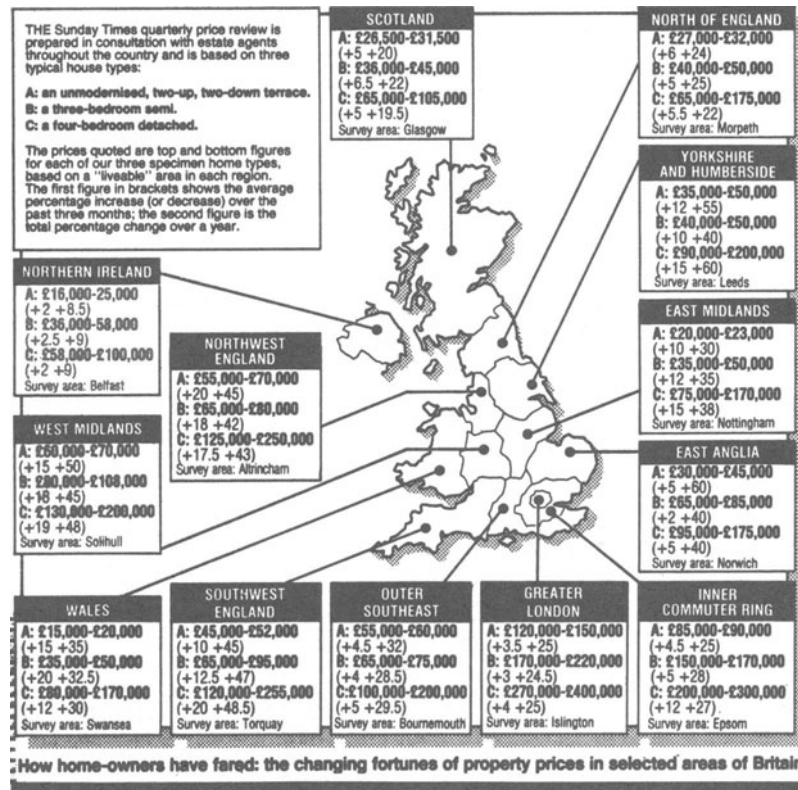 THE Sunday Times quarterly price review is
prepared in consultation with estate agents
throughout the country and is based on three
typical house types:
A: an unmodernised, two-up, two-down terrace.
B: a three-bedroom semi.
C: a four-bedroom detached.
The prices quoted are top and bottom figures
for each of our three specimen home types,
based on a "liveable" area in each region.
The first figure in brackets shows the average
percentage increase (or decrease) over the
past three months; the second figure is the
total percentage change over a year.
SCOTLAND
A: £26,500-£31,500
(+5 +20)
B: £36,000-£45,000
(+6.5 +22)
C: £65,000-£105,000
(+5 +19.5)
Survey area: Glasgow
NORTH OF ENGLAND
A: £27,000-£32,000
(+6 +24)
B: £40,000-£50,000
(+5 +25)
C: £65,000-£175,000
(+5.5 +22)
Survey area: Morpeth
YORKSHIRE
AND HUMBERSIDE
A: £35,000-£50,000
(+12 +55)
B: £40,000-£50,000
(+10 +40)
C: £90,000-£200,000
(+15 +60)
Survey area: Leeds
NORTHERN IRELAND
A: £16,000-25,000
(+2 +8.5)
B: £36,000-58,000
(+2.5 +9)
C: £58,000-£100,000
(+2 +9)
Survey area: Belfast
NORTHWEST
ENGLAND
A: £55,000-£70,000
(+20 +45)
B: £65,000-£80,000
(+18 +42)
C: £125,000-£250,000
(+17.5 +43)
Survey area: Altrincham
EAST MIDLANDS
A: £20,000-£23,000
(+10 +30)
B: £35,000-£50,000
(+12 +35)
C: £75,000-£170,000
(+15 +38)
Survey area: Nottingham
WEST MIDLANDS
A: £60,000-£70,000
(+15 +50)
B: £80,000-£108,000
(+18 +45)
C: £130,000-£200,000
(+19 +48)
Survey area: Solihull
EAST ANGLIA
A: £30,000-£45,000
(+5 +60)
B: £65,000-£85,000
(+2 +40)
C: £95,000-£175,000
(+5 +40)
Survey area: Norwich
WALES
A: £15,000-£20,000
(+15 +35)
B: £35,000-£50,000
(+20 +32.5)
C: £80,000-£170,000
(+12 +30)
Survey area: Swansea
SOUTHWEST
ENGLAND
A: £45,000-£52,000
(+10 +45)
B: £65,000-£95,000
(+12.5 +47)
C: £120,000-£255,000
(+20 +48.5)
Survey area: Torquay
OUTER
SOUTHEAST
A: £55,000-£60,000
(+4.5 +32)
B: £65,000-£75,000
(+4 +28.5)
C:£100,000-£200,000
(+5 +29.5)
Survey area: Bournemouth
GREATER
LONDON
A: £120,000-£150,000
(+3.5 +25)
B: £170,000-£220,000
(+3 +24.5)
C: £270,000-£400,000
(+4 +25)
Survey area: Islington
INNER
COMMUTER RING
A: £85,000-£90,000
(+4.5 +25)
B: £150,000-£170,000
(+5 +28)
C: £200,000-£300,000
(+12 +27)
Survey area: Epsom
How home-owners have fared: the changing fortunes of property prices in selected areas of Britain